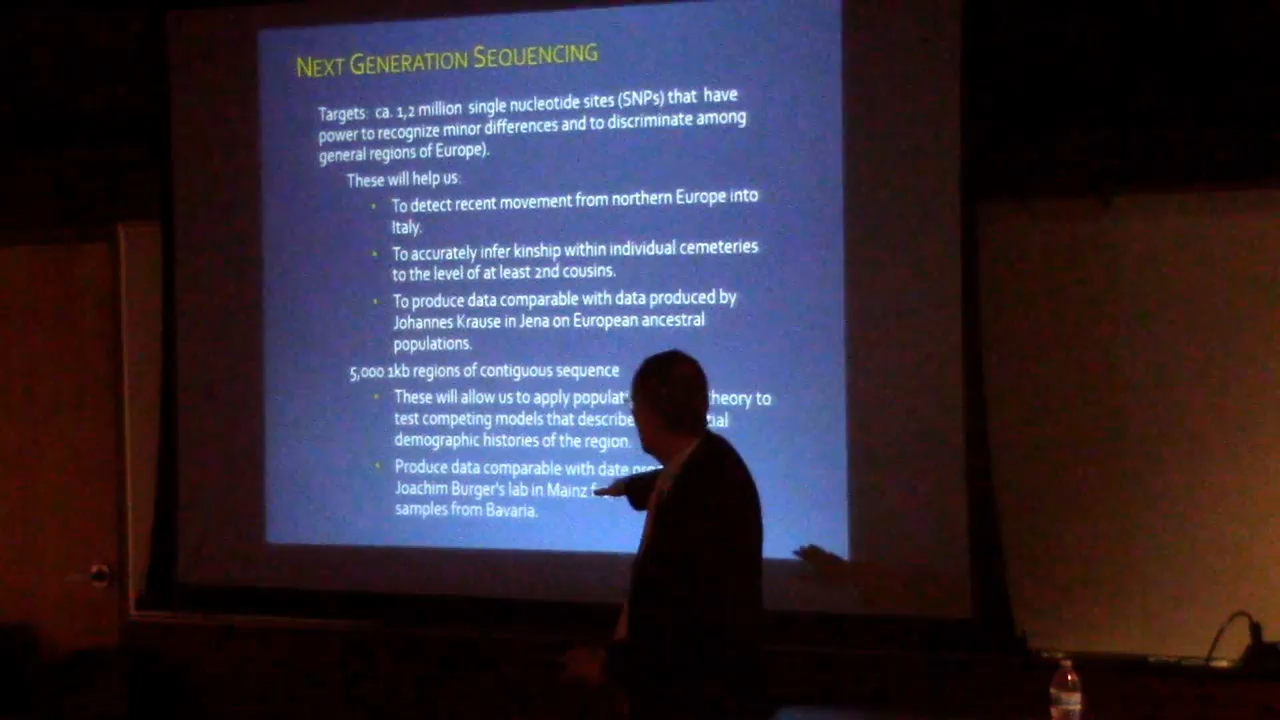 NEXT GENERATION SEQUENCING
Targets: ca. 1,2 million single nucleotide sites (SNPs) that have
power to recognize minor differences and to discriminate among
general regions of Europe).
These will help us:
• To detect recent movement from northern Europe into
Italy.
• To accurately infer kinship within individual cemeteries
to the level of at least 2nd cousins.
• To produce data comparable with data produced by
Johannes Krause in Jena on European ancestral
populations.
5,000 1kb regions of contiguous sequence
• These will allow us to apply heory to
test competing models that describe
demographic histories of the region.
• Produce data comparable with date
Joachim Burger's lab in Mainz
samples from Bavaria.